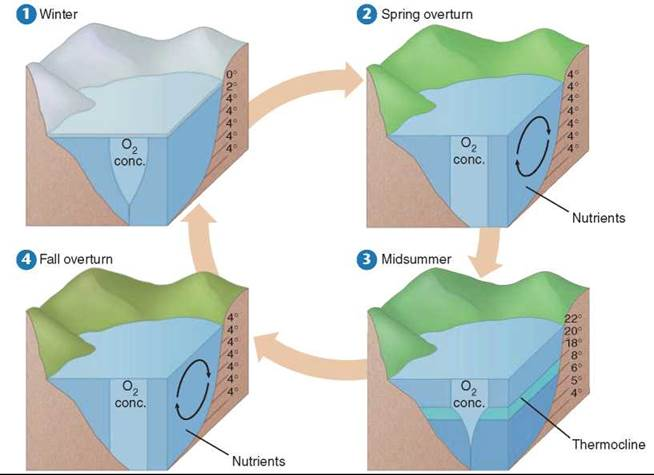 1 Winter
0°
2°
4°
4°
4°
4°
4°
O2
conc.
2 Spring overturn
4°
4°
4°
4°
4°
4°
4°
O2
conc.
Nutrients
3 Midsummer
22°
20°
18°
8°
6°
5°
4°
O2
conc.
Thermocline
4 Fall overturn
4°
4°
4°
4°
4°
4°
4°
O2
conc.
Nutrients